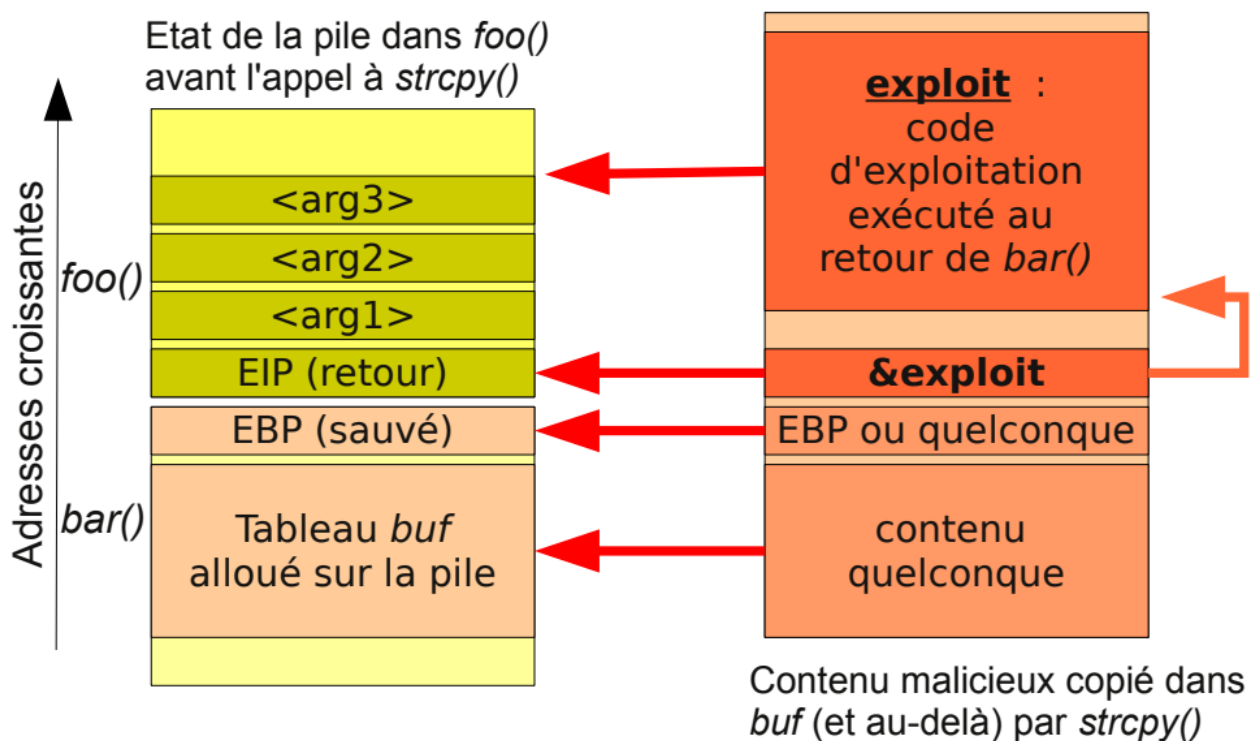 Etat de la pile dans foo()
avant l'appel à strcpy()
Adresses croissantes
foo()
bar()
<arg3>
<arg2>
<arg1>
EIP (retour)
EBP (sauvé)
Tableau buf
alloué sur la pile
exploit :
code
d'exploitation
exécuté au
retour de bar()
&exploit
EBP ou quelconque
contenu
quelconque
Contenu malicieux copié dans
buf (et au-delà) par strcpy()